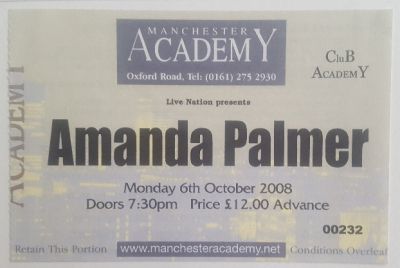 MANCHESTER
ACADEMY
Oxford Road, Tel: (0161) 275 2930
CluB
ACADEMY
ACADEMY
Live Nation presents
Amanda Palmer
Monday 6th October 2008
Doors 7:30pm Price £12.00 Advance
00232
Retain This Portion
www.manchesteracademy.net
Conditions Overleaf